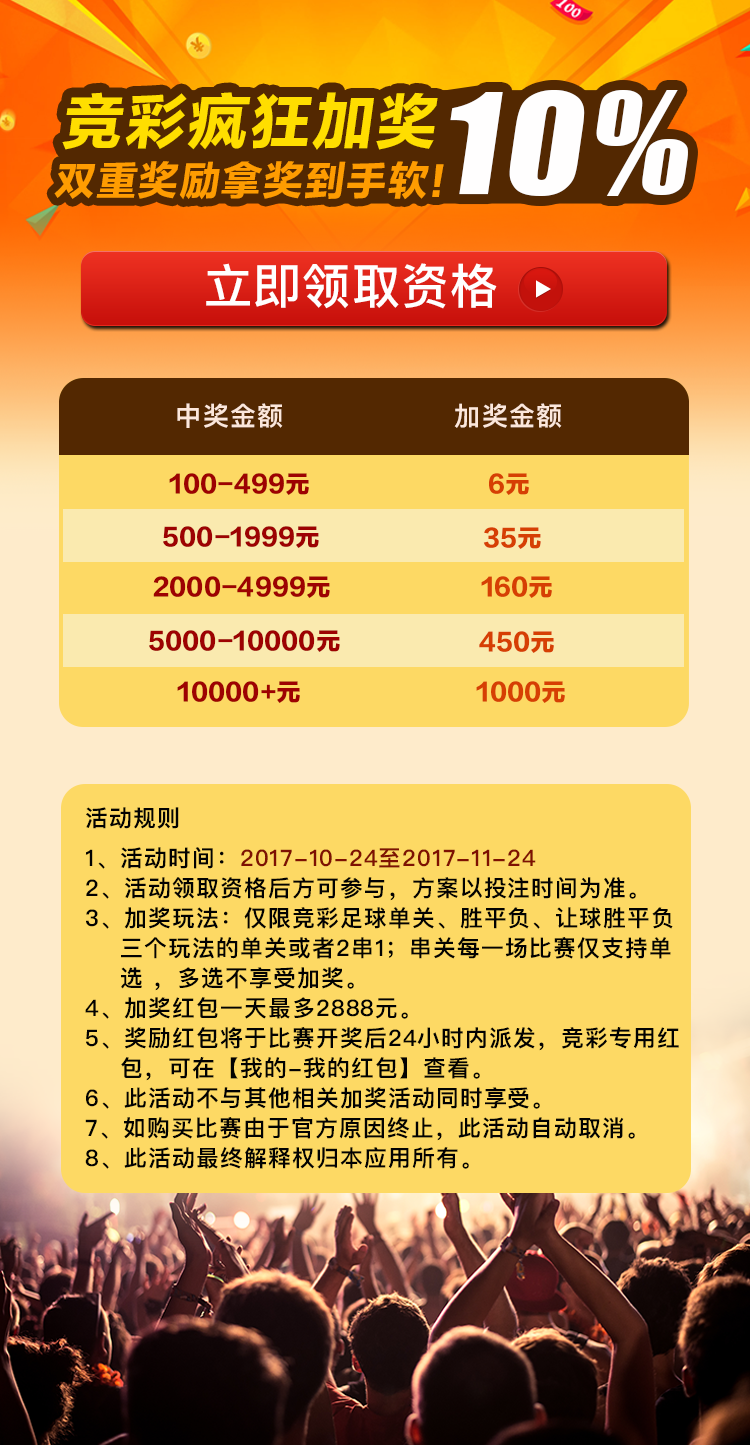 100
竞彩疯狂加奖10%
双重奖励拿奖到手软!
立即领取资格
中奖金额 加奖金额
100-499元 6元
500-1999元 35元
2000-4999元 160元
5000-10000元 450元
10000+元 1000元
活动规则
1、活动时间：2017-10-24至2017-11-24
2、活动领取资格后方可参与，方案以投注时间为准。
3、加奖玩法：仅限竞彩足球单关、胜平负、让球胜平负
三个玩法的单关或者2串1；串关每一场比赛仅支持单
选 ，多选不享受加奖。
4、加奖红包一天最多2888元。
5、奖励红包将于比赛开奖后24小时内派发，竞彩专用红
包，可在【我的-我的红包】查看。
6、此活动不与其他相关加奖活动同时享受。
7、如购买比赛由于官方原因终止，此活动自动取消。
8、此活动最终解释权归本应用所有。